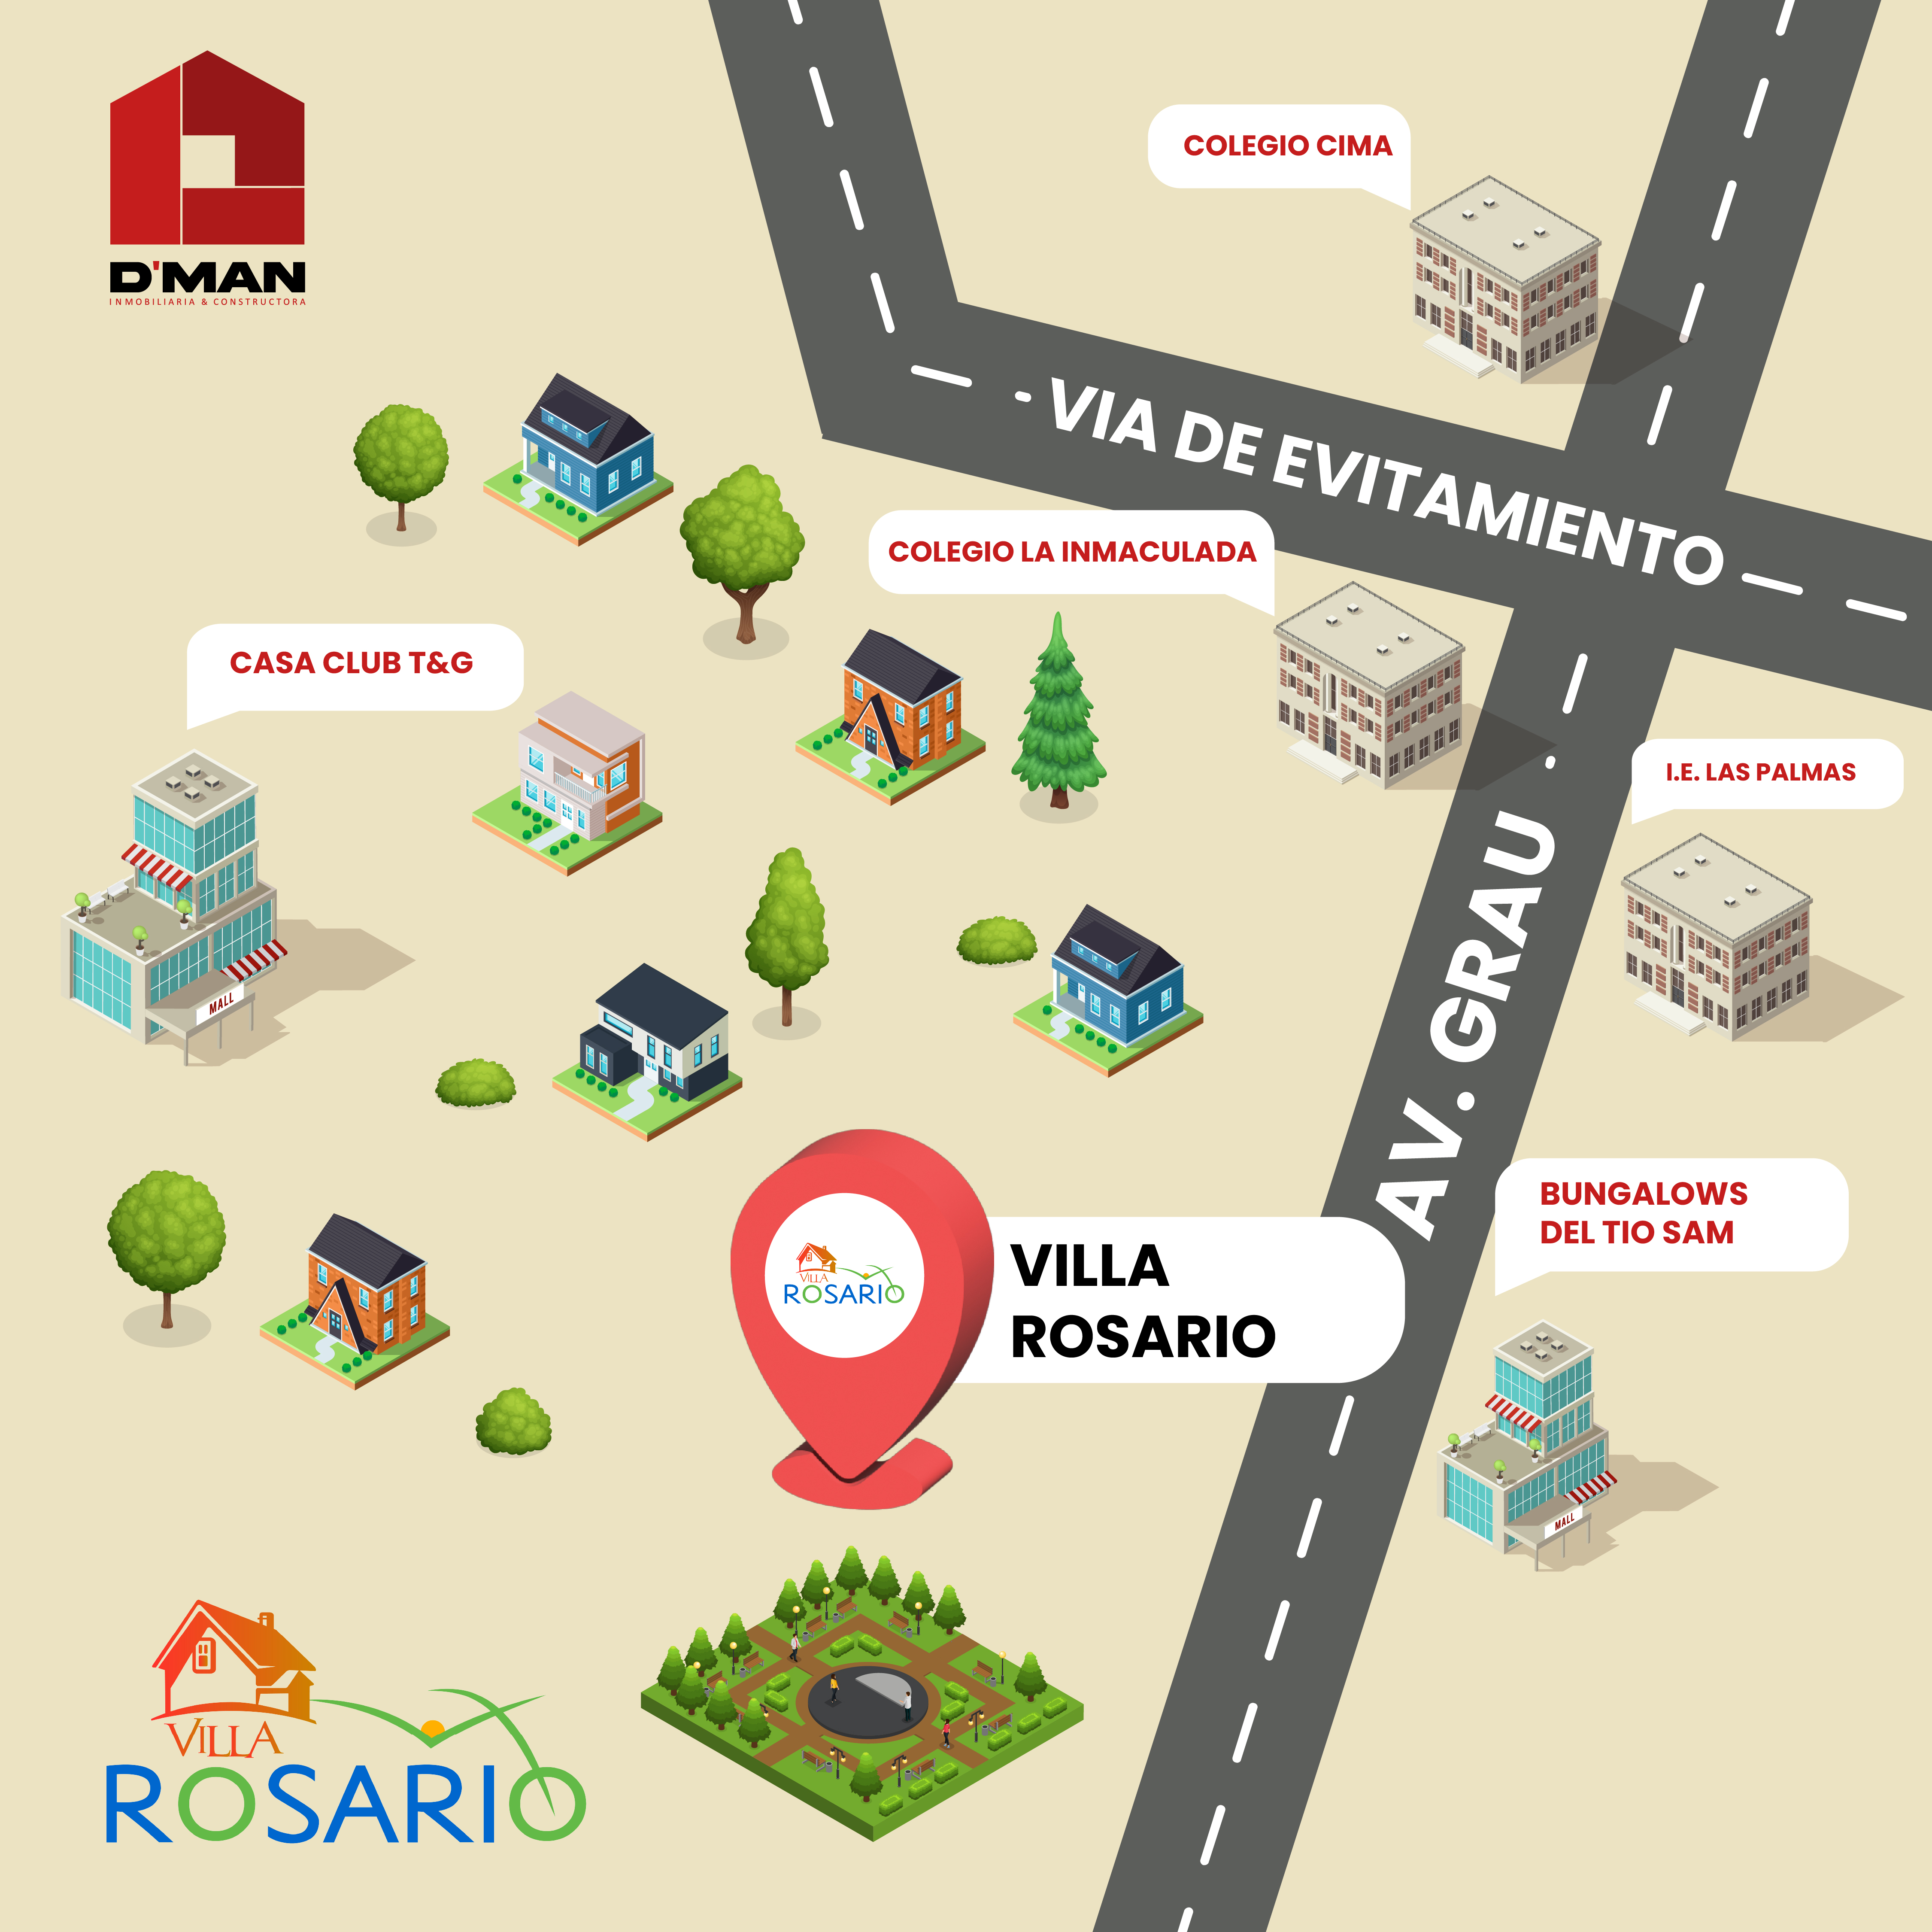 D'MAN
INMOBILIARIA & CONSTRUCTORA
COLEGIO CIMA
VIA DE EVITAMIENTO
COLEGIO LA INMACULADA
CASA CLUB T&G
I.E. LAS PALMAS
MALL
AV. GRAU
BUNGALOWS
DEL TIO SAM
VILLA
ROSARIO
VILLA
ROSARIO
MALL
VILLA
ROSARIO